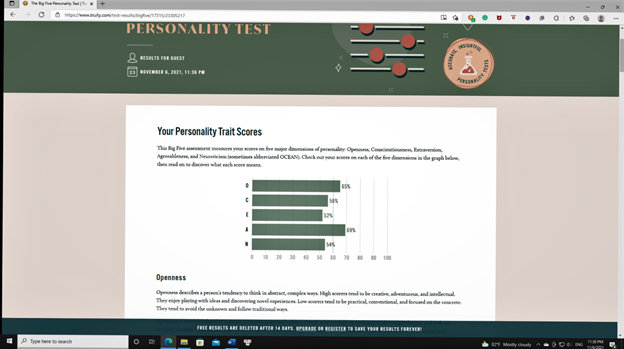 The Big Five Personality Test |
https://www.truity.com/test-results/bigfive/17315/23305217
PERSONALITY TEST
RESULTS FOR GUEST
23
NOVEMBER 6, 2021, 11:36 PM
ACCURATE, INSIGHTFUL
PERSONALITY TESTS
Your Personality Trait Scores
This Big Five assessment measures your scores on five major dimensions of personality: Openness, Conscientiousness, Extraversion,
Agreeableness, and Neuroticism (sometimes abbreviated OCEAN). Check out your scores on each of the five dimensions in the graph below,
then read on to discover what each score means.
O 65%
C 56%
E 52%
A 69%
N 54%
0 10 20 30 40 50 60 70 80 90 100
Openness
Openness describes a person's tendency to think in abstract, complex ways. High scorers tend to be creative, adventurous, and intellectual.
They enjoy playing with ideas and discovering novel experiences. Low scorers tend to be practical, conventional, and focused on the concrete.
They tend to avoid the unknown and follow traditional ways.
FREE RESULTS ARE DELETED AFTER 14 DAYS. UPGRADE OR REGISTER TO SAVE YOUR RESULTS FOREVER!
Type here to search
82°F Mostly cloudy
ENG
11:36 PM
11/6/2021